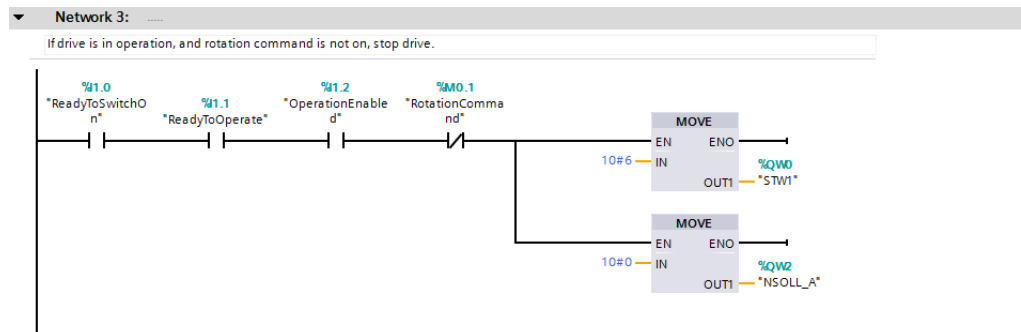 Network 3: .....
If drive is in operation, and rotation command is not on, stop drive.
%I1.0
"ReadyToSwitchO
n"
%I1.1
"ReadyToOperate"
%I1.2
"OperationEnable
d"
%M0.1
"RotationComma
nd"
MOVE
EN ENO
10#6 IN
OUT1
%QW0
"STW1"
MOVE
EN ENO
10#0 IN
OUT1
%QW2
"NSOLL_A"